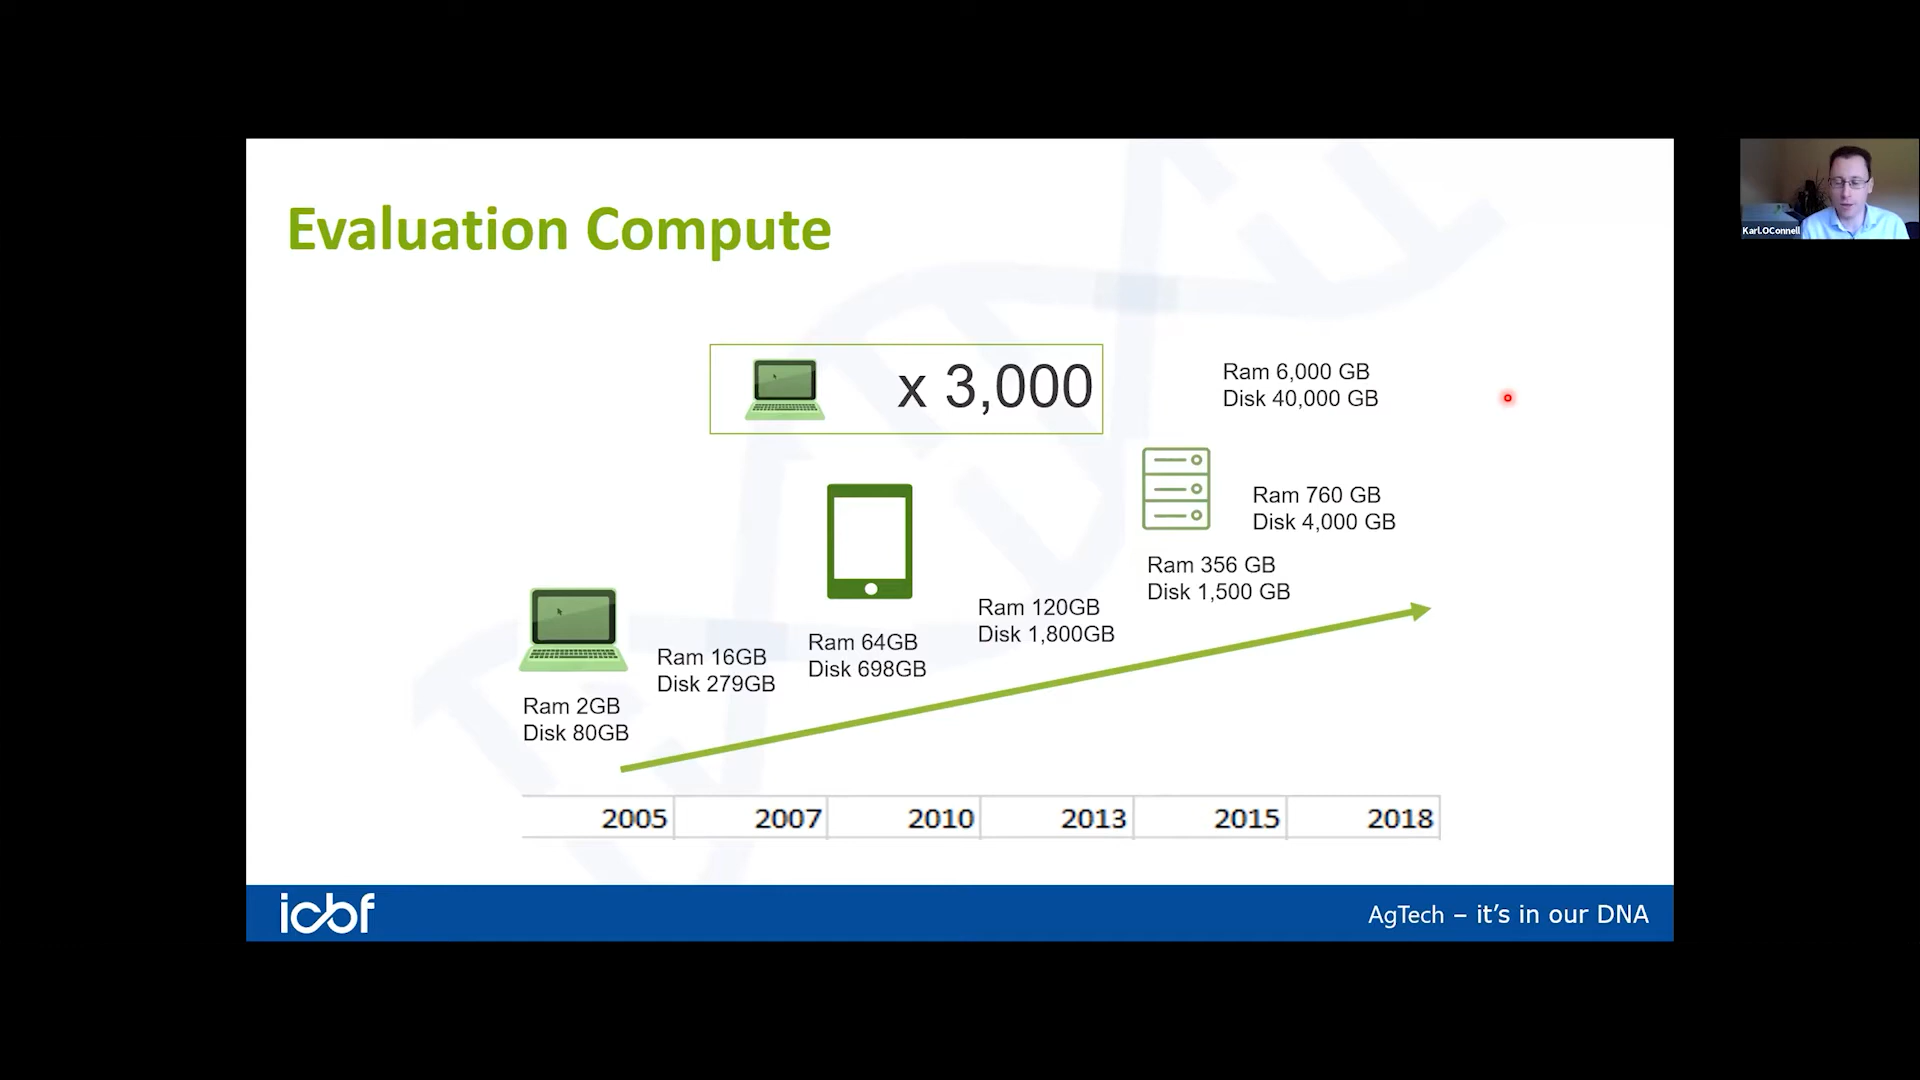 Evaluation Compute
KarLOConnell
x 3,000
Ram 6,000 GB
Disk 40,000 GB
Ram 760 GB
Disk 4,000 GB
Ram 356 GB
Disk 1,500 GB
Ram 120GB
Disk 1,800GB
Ram 64GB
Disk 698GB
Ram 16GB
Disk 279GB
Ram 2GB
Disk 80GB
2005 2007 2010 2013 2015 2018
icbf
AgTech – it’s in our DNA